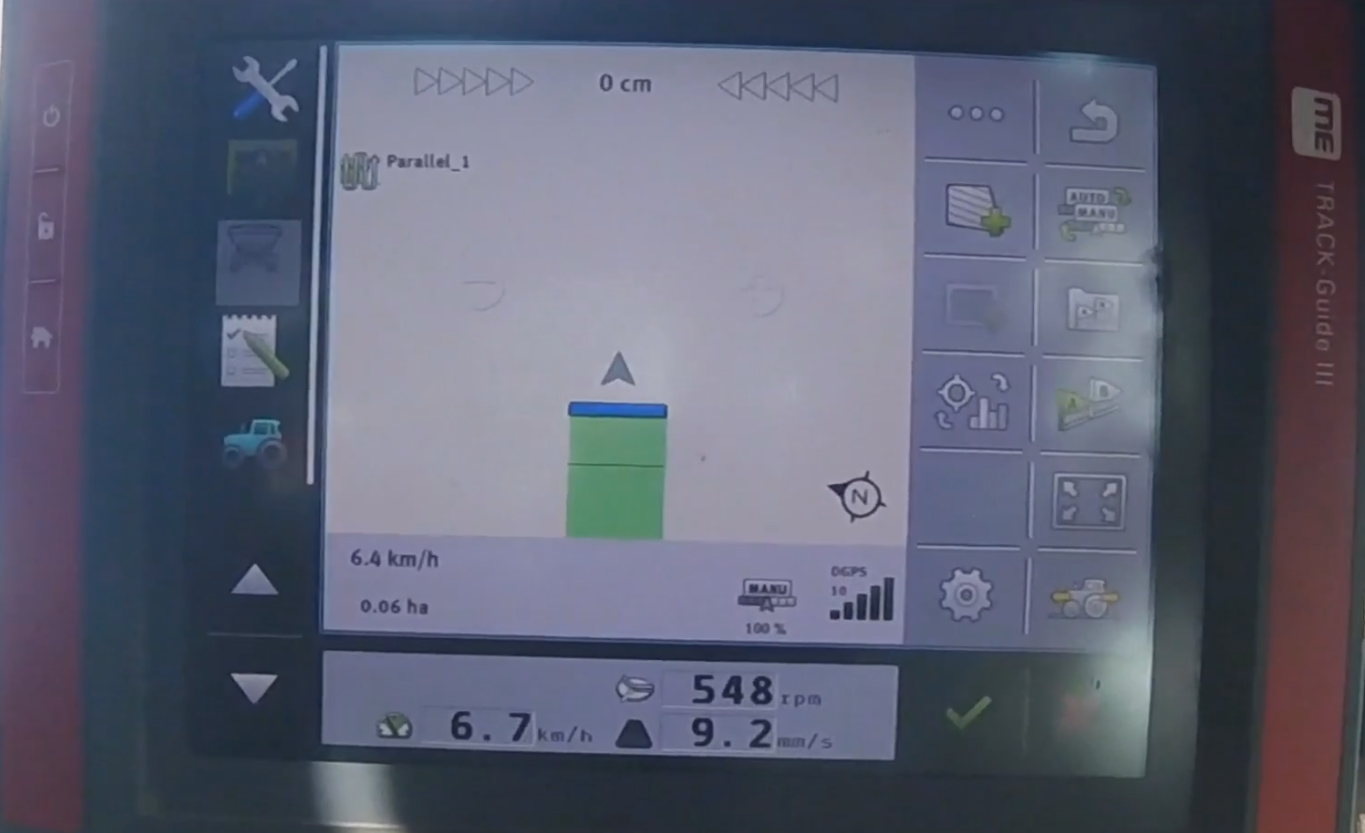 0 cm
Parallel_1
AUTO
MANU
N
6.4 km/h
0.06 ha
MANU
100 %
DGPS
10
548 rpm
6.7 km/h
9.2 mm/s
ME
TRACK-Guide III